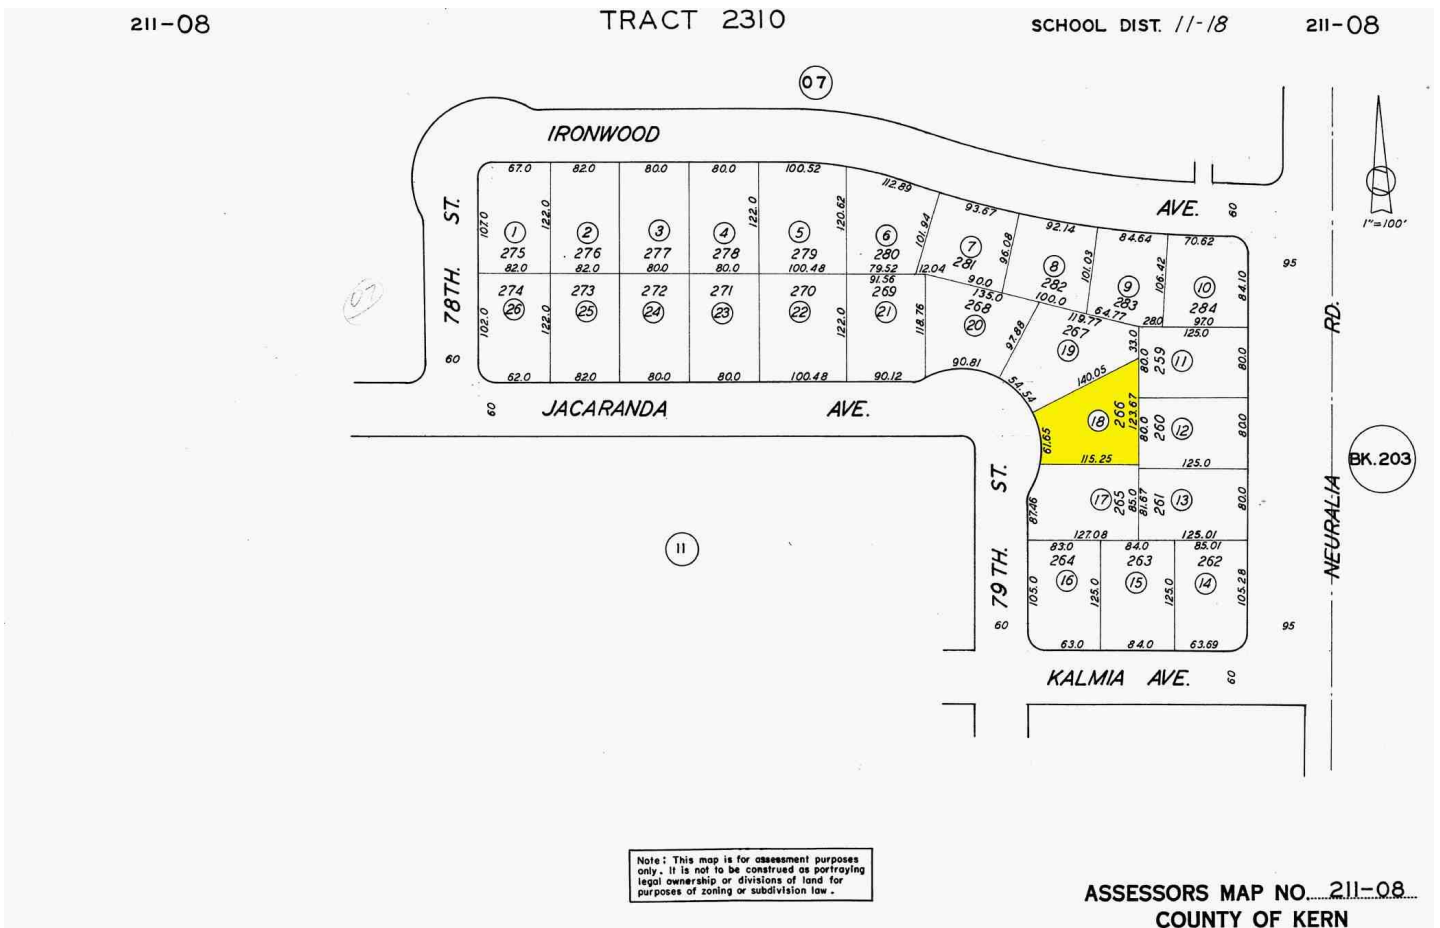 211-08
TRACT 2310
SCHOOL DIST. 11-18
211-08
07
IRONWOOD
AVE.
60
1"=100'
67.0 82.0 80.0 80.0 100.52 112.89 93.67 92.14 84.64 70.62
78TH. ST.
107.0 122.0 122.0 120.62 101.94 96.08 101.03 106.42 84.10
1 2 3 4 5 6 7 8 9 10
275 276 277 278 279 280 281 282 283 284
82.0 82.0 80.0 80.0 100.48 79.52 12.04 90.0 100.0 64.77 28.0 97.0
91.56 135.0 119.77 125.0
95
07
274 273 272 271 270 269 268 267
26 25 24 23 22 21 20 19
102.0 122.0 122.0 118.76 97.88 33.0
60
62.0 82.0 80.0 80.0 100.48 90.12 90.81 54.54 140.05
60
JACARANDA AVE.
80.0 259 11 80.0
61.65 18 266 123.67
115.25
80.0 260 12 80.0
125.0
NEURALIA RD.
BK.203
79TH. ST.
87.46 17 265 85.0
127.08
81.67 261 13 80.0
125.01
11
83.0 84.0 85.01
264 263 262
16 15 14
105.0 125.0 125.0 105.28
60
63.0 84.0 63.69
95
KALMIA AVE.
60
Note: This map is for assessment purposes
only. It is not to be construed as portraying
legal ownership or divisions of land for
purposes of zoning or subdivision law.
ASSESSORS MAP NO. 211-08
COUNTY OF KERN